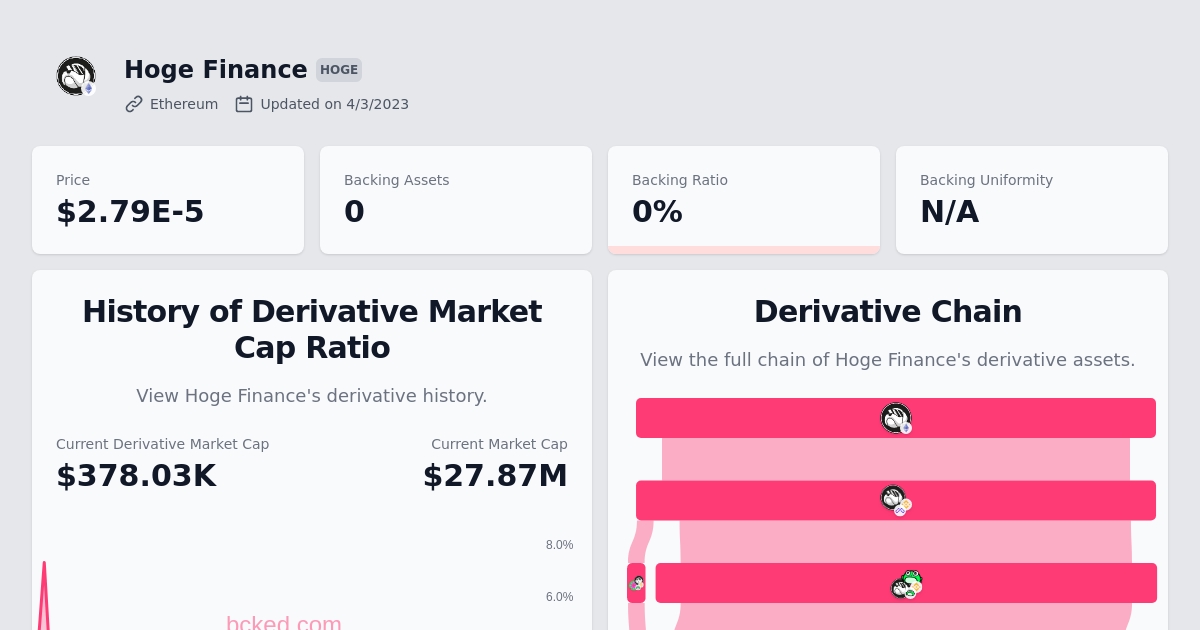 Hoge Finance HOGE
Ethereum Updated on 4/3/2023
Price
$2.79E-5
Backing Assets
0
Backing Ratio
0%
Backing Uniformity
N/A
History of Derivative Market
Cap Ratio
View Hoge Finance's derivative history.
Current Derivative Market Cap
$378.03K
Current Market Cap
$27.87M
8.0%
6.0%
bcked.com
Derivative Chain
View the full chain of Hoge Finance's derivative assets.